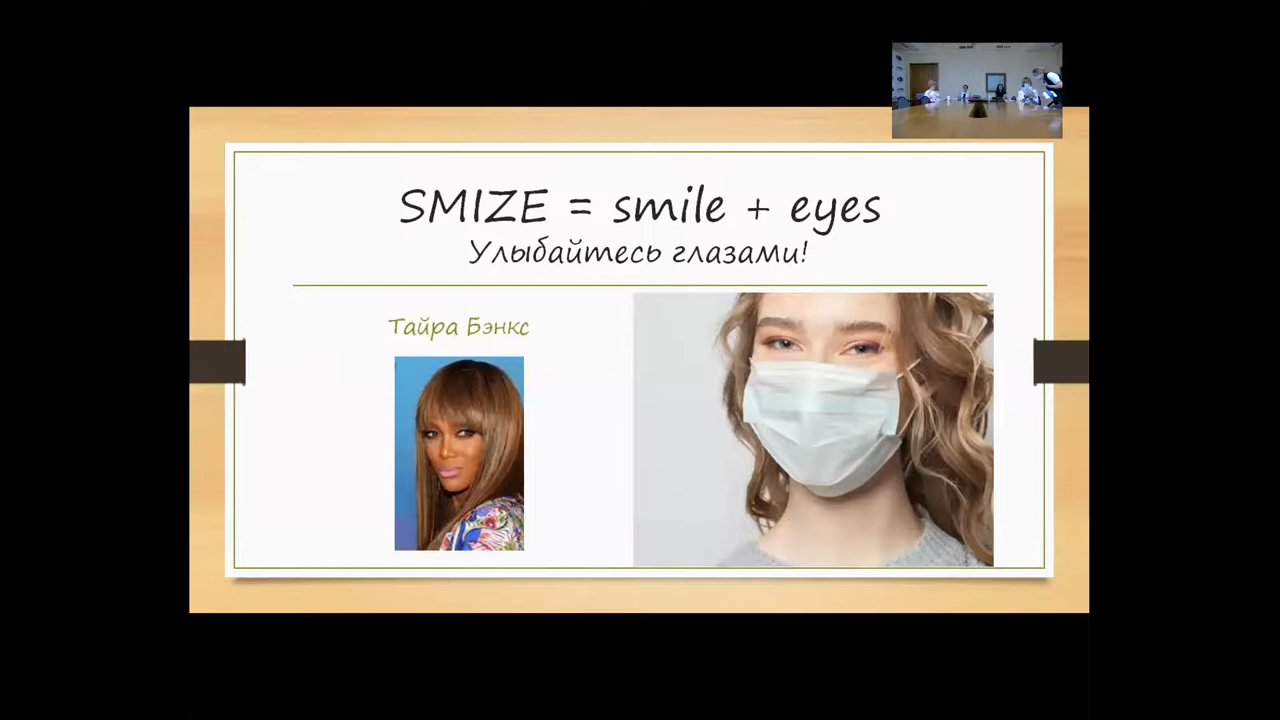 SMIZE = smile + eyes
Улыбайтесь глазами!
Тайра Бэнкс